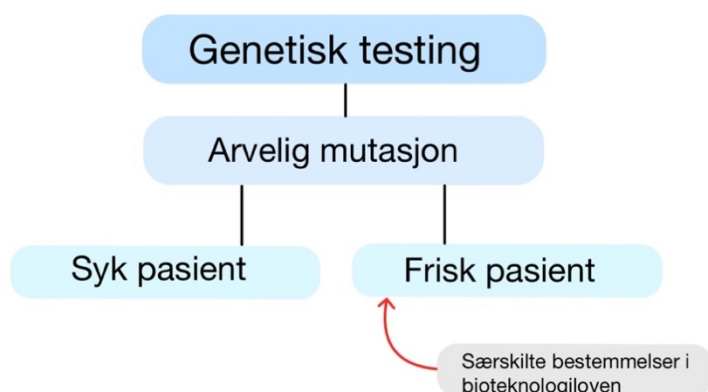 Genetisk testing
Arvelig mutasjon
Syk pasient
Frisk pasient
Særskilte bestemmelser i
bioteknologiloven